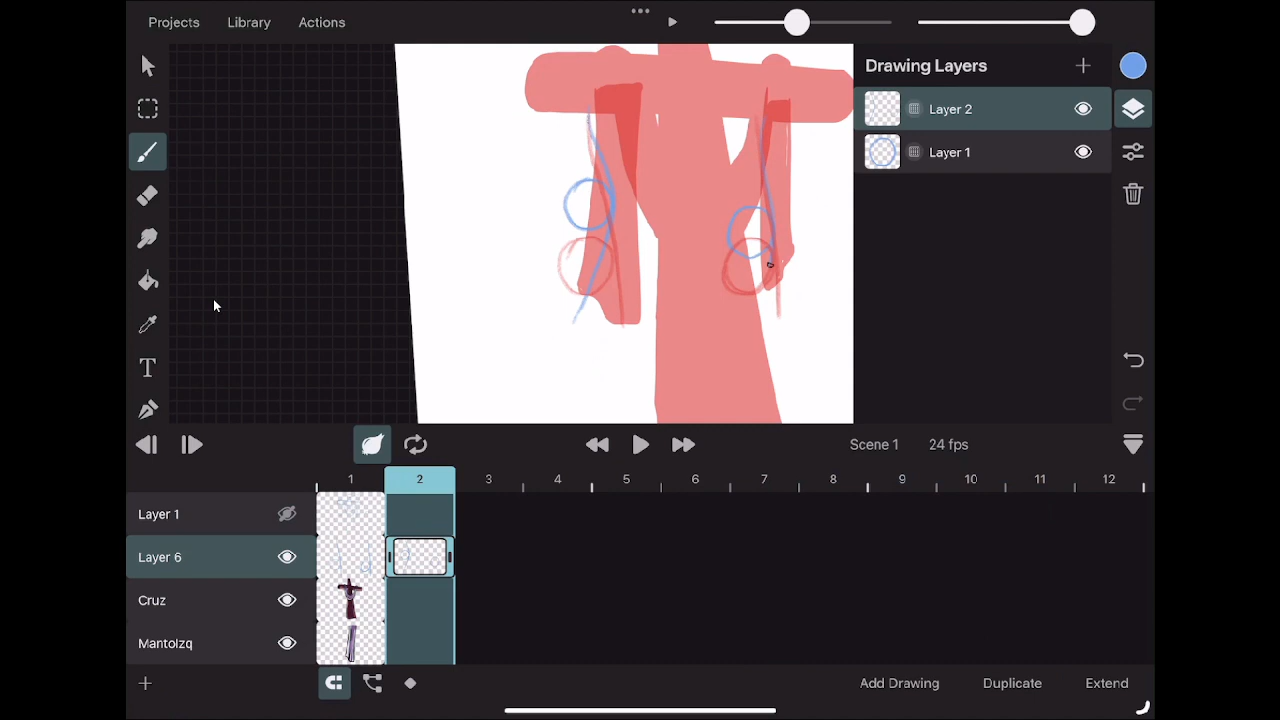 Projects Library Actions
Drawing Layers
Layer 2
Layer 1
T
Scene 1 24 fps
1 2 3 4 5 6 7 8 9 10 11 12
Layer 1
Layer 6
Cruz
MantoIzq
Add Drawing Duplicate Extend